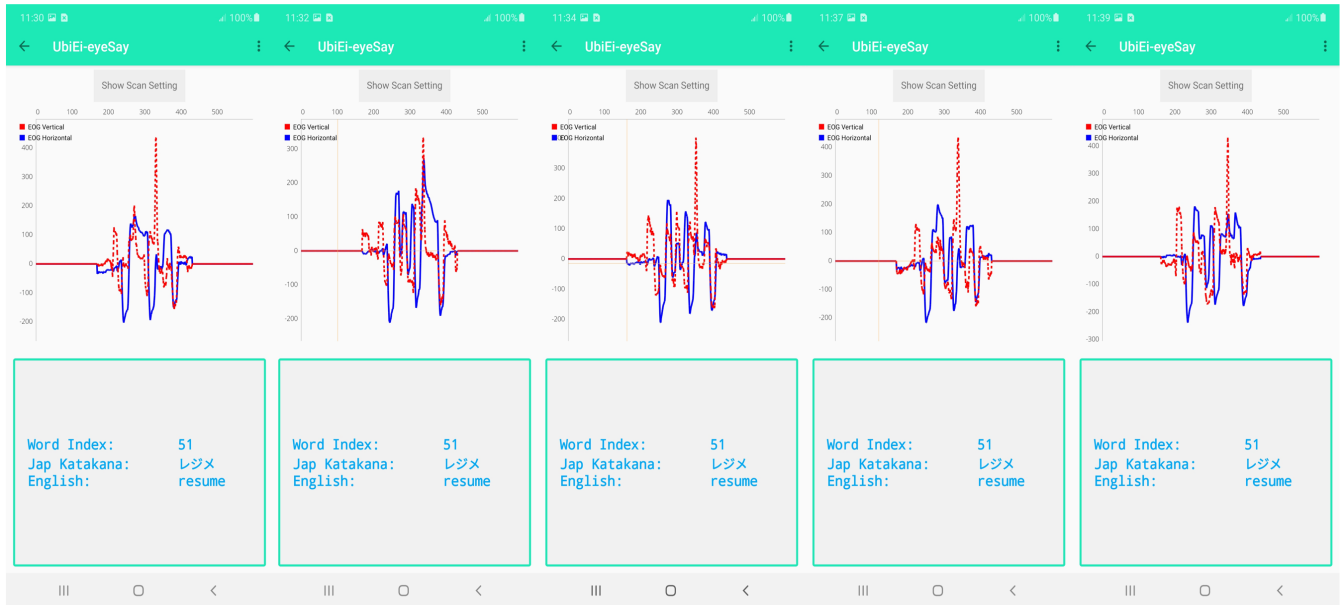 11:30 100%
UbiEi-eyeSay
Show Scan Setting
0 100 200 300 400 500
EOG Vertical
EOG Horizontal
400
300
200
100
0
-100
-200
Word Index: 51
Jap Katakana: レジメ
English: resume
11:32 100%
UbiEi-eyeSay
Show Scan Setting
0 100 200 300 400 500
EOG Vertical
EOG Horizontal
300
200
100
0
-100
-200
Word Index: 51
Jap Katakana: レジメ
English: resume
11:34 100%
UbiEi-eyeSay
Show Scan Setting
0 100 200 300 400 500
EOG Vertical
EOG Horizontal
300
200
100
0
-100
-200
Word Index: 51
Jap Katakana: レジメ
English: resume
11:37 100%
UbiEi-eyeSay
Show Scan Setting
0 100 200 300 400 500
EOG Vertical
EOG Horizontal
400
300
200
100
0
-100
-200
Word Index: 51
Jap Katakana: レジメ
English: resume
11:39 100%
UbiEi-eyeSay
Show Scan Setting
0 100 200 300 400 500
EOG Vertical
EOG Horizontal
400
300
200
100
0
-100
-200
-300
Word Index: 51
Jap Katakana: レジメ
English: resume